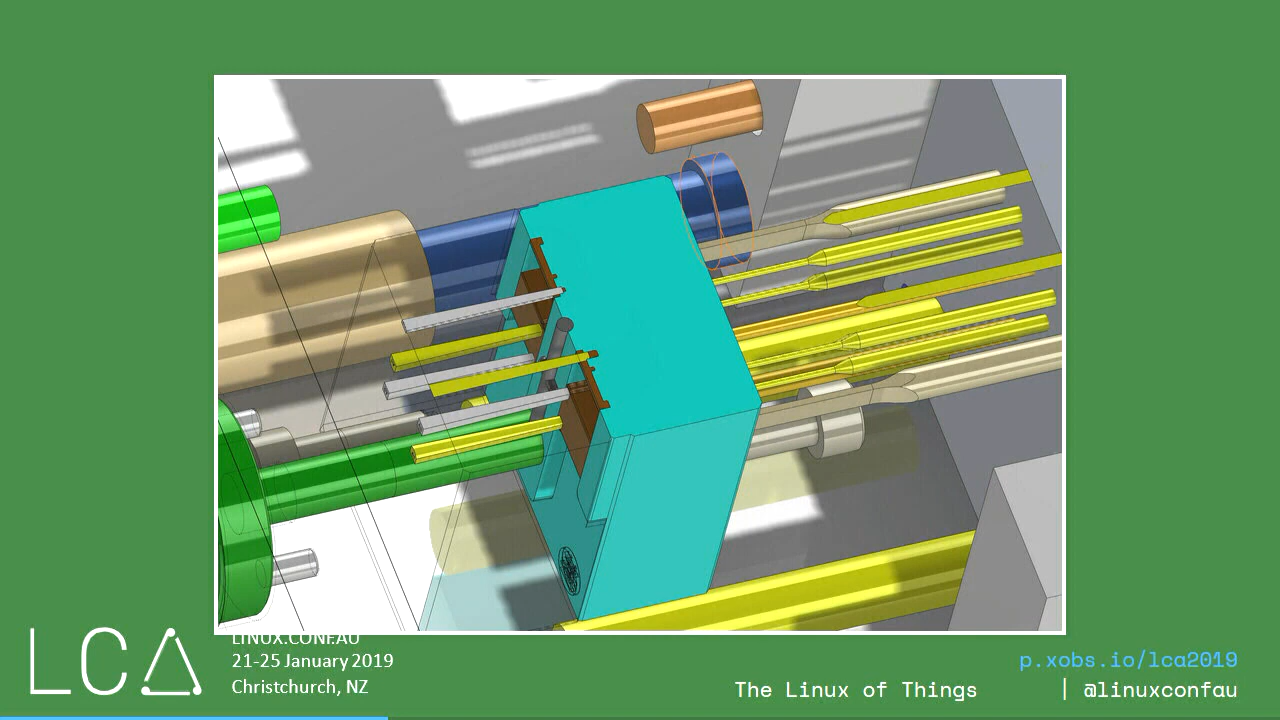 LCA
LINUX.CONF.AU
21-25 January 2019
Christchurch, NZ
p.xobs.io/lca2019
The Linux of Things | @linuxconfau